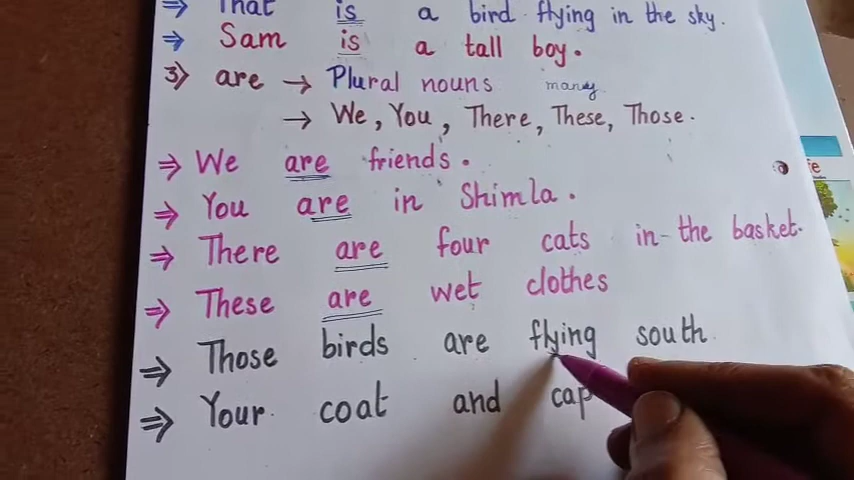 ⇒ That is a bird flying in the sky.
⇒ Sam is a tall boy.
3) are → Plural nouns many
→ We, You, There, These, Those.
⇒ We are friends.
⇒ You are in Shimla.
⇒ There are four cats in the basket.
⇒ These are wet clothes
⇒ Those birds are flying south
⇒ Your coat and cap